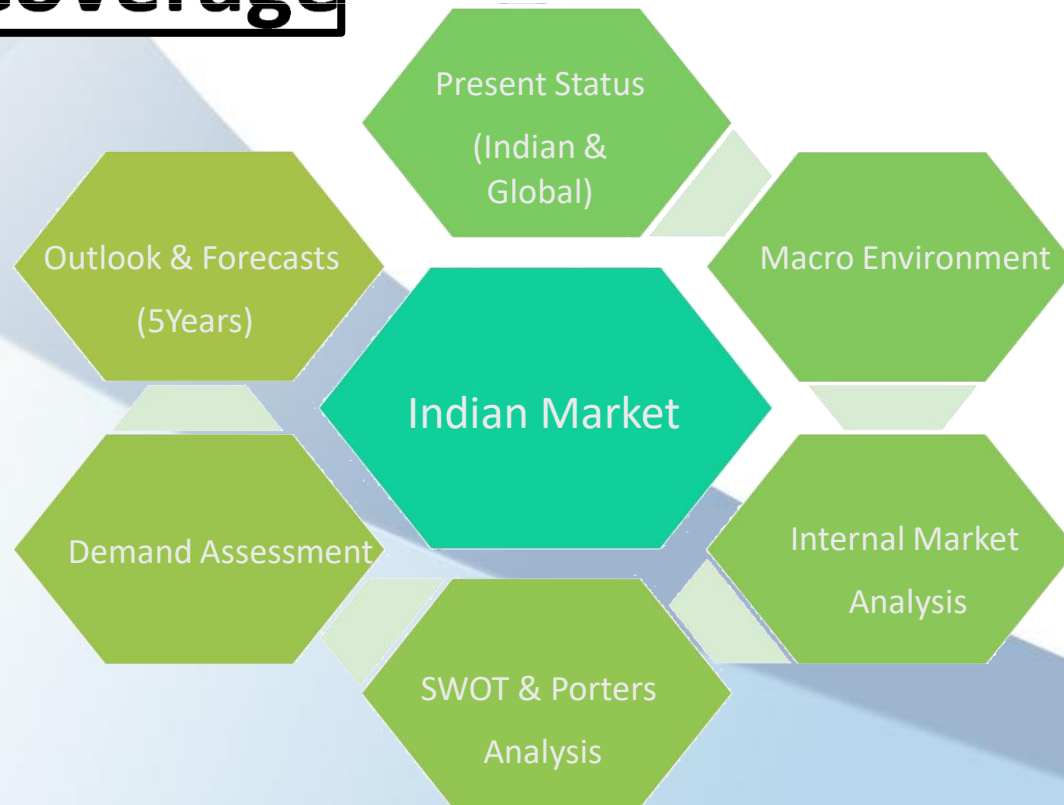 Coverage
Present Status
(Indian &
Global)
Macro Environment
Internal Market
Analysis
SWOT & Porters
Analysis
Demand Assessment
Outlook & Forecasts
(5Years)
Indian Market